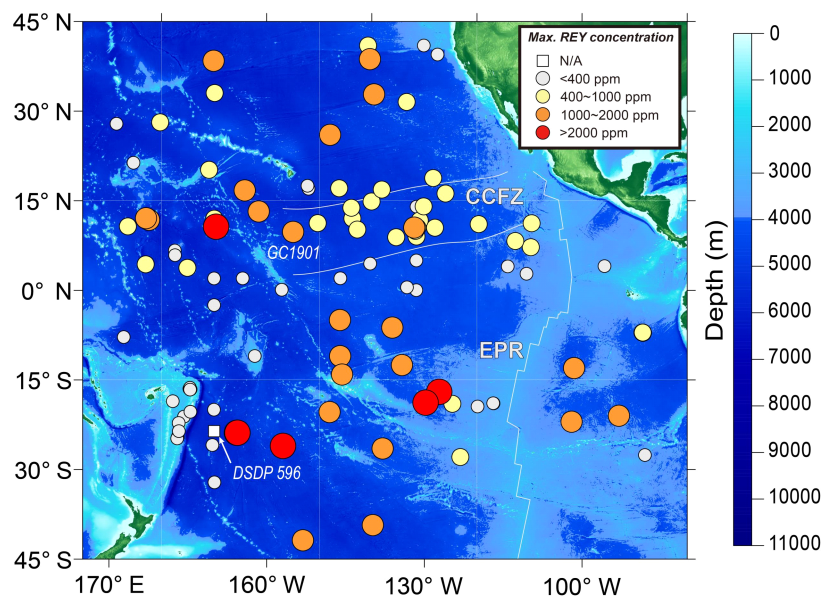 45° N
30° N
15° N
0° N
15° S
30° S
45° S
170° E
160° W
130° W
100° W
Max. REY concentration
N/A
<400 ppm
400~1000 ppm
1000~2000 ppm
>2000 ppm
CCFZ
GC1901
EPR
DSDP 596
0
1000
2000
3000
4000
5000
6000
7000
8000
9000
10000
11000
Depth (m)